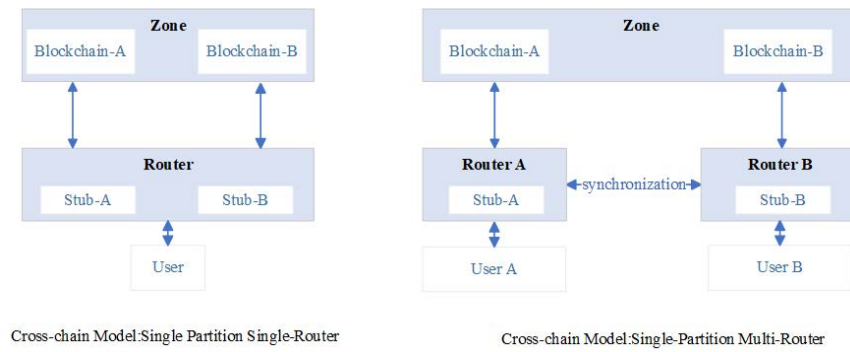 Zone
Blockchain-A
Blockchain-B
Router
Stub-A
Stub-B
User
Cross-chain Model:Single Partition Single-Router
Zone
Blockchain-A
Blockchain-B
Router A
Stub-A
synchronization
Router B
Stub-B
User A
User B
Cross-chain Model:Single-Partition Multi-Router